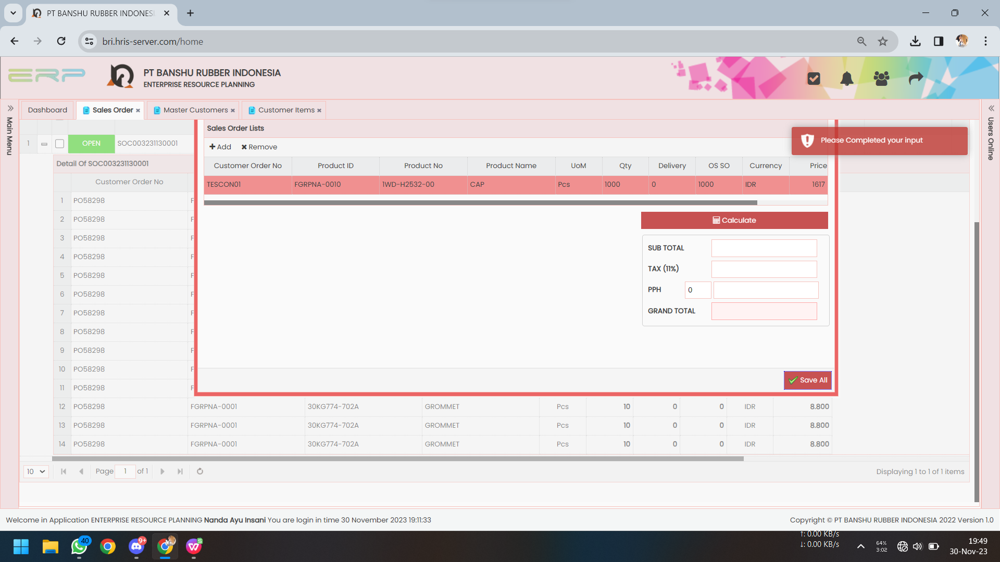 PT BANSHU RUBBER INDONESI
bri.hris-server.com/home
ERP
PT BANSHU RUBBER INDONESIA
ENTERPRISE RESOURCE PLANNING
Main Menu
Dashboard
Sales Order
Master Customers
Customer Items
Users Online
Sales Order Lists
Please Completed your input
1 OPEN SOC003231130001
Add Remove
Detail Of SOC003231130001
Customer Order No Product ID Product No Product Name UoM Qty Delivery OS SO Currency Price
TESCON01 FGRPNA-0010 1WD-H2532-00 CAP Pcs 1000 0 1000 IDR 1617
Calculate
SUB TOTAL
TAX (11%)
PPH 0
GRAND TOTAL
Save All
Customer Order No
1 PO58298 F
2 PO58298 F
3 PO58298 F
4 PO58298 F
5 PO58298 F
6 PO58298 F
7 PO58298 F
8 PO58298 F
9 PO58298 F
10 PO58298 F
11 PO58298 F
12 PO58298 FGRPNA-0001 30KG774-702A GROMMET Pcs 10 0 0 IDR 8.800
13 PO58298 FGRPNA-0001 30KG774-702A GROMMET Pcs 10 0 0 IDR 8.800
14 PO58298 FGRPNA-0001 30KG774-702A GROMMET Pcs 10 0 0 IDR 8.800
10 Page 1 of 1 Displaying 1 to 1 of 1 items
Welcome in Application ENTERPRISE RESOURCE PLANNING Nanda Ayu Insani You are login in time 30 November 2023 19:11:33
Copyright © PT BANSHU RUBBER INDONESIA 2022 Version 1.0
40
9+
S
↑: 0.00 KB/s
↓: 0.00 KB/s
64%
3:02
19:49
30-Nov-23